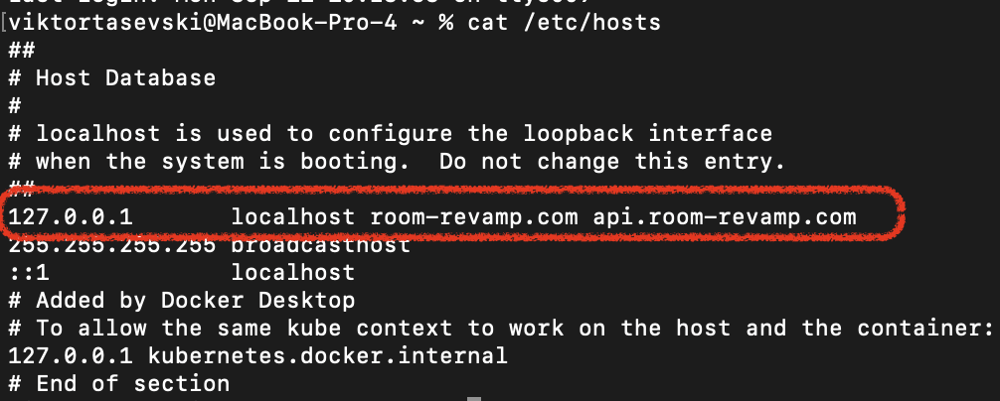 viktortasevski@MacBook-Pro-4 ~ % cat /etc/hosts
##
# Host Database
#
# localhost is used to configure the loopback interface
# when the system is booting.  Do not change this entry.
##
127.0.0.1       localhost room-revamp.com api.room-revamp.com
255.255.255.255 broadcasthost
::1             localhost
# Added by Docker Desktop
# To allow the same kube context to work on the host and the container:
127.0.0.1 kubernetes.docker.internal
# End of section